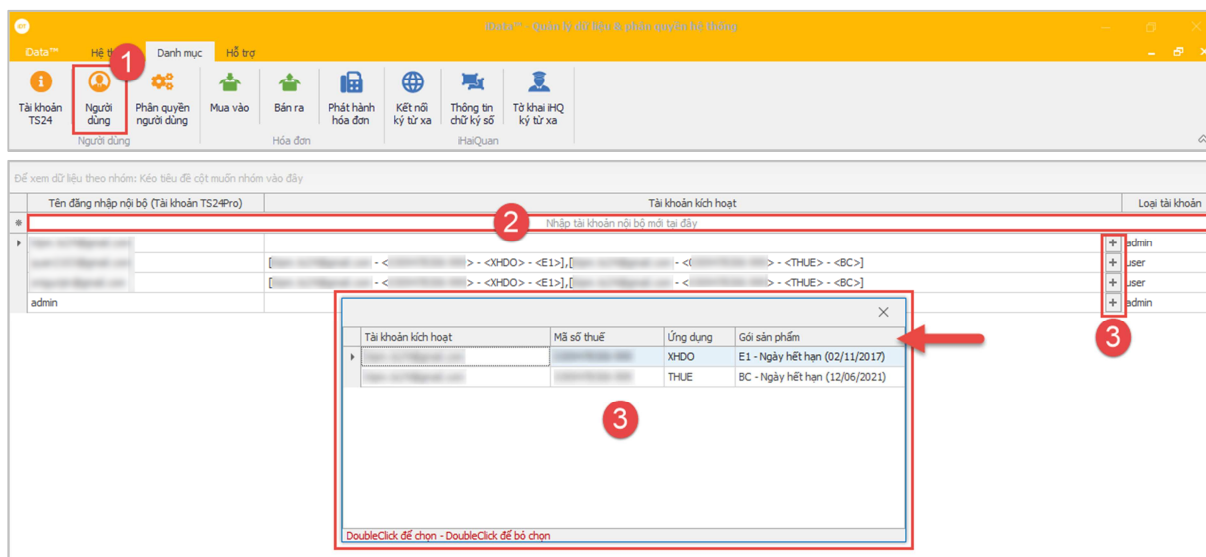 iDT
iData™ - Quản lý dữ liệu & phân quyền hệ thống
iData™ Hệ Danh mục Hỗ trợ
1
Tài khoản TS24
Người dùng
Phân quyền người dùng
Mua vào
Bán ra
Phát hành hóa đơn
Kết nối ký từ xa
Thông tin chữ ký số
Tờ khai iHQ ký từ xa
Người dùng Hóa đơn iHaiQuan
Để xem dữ liệu theo nhóm: Kéo tiêu đề cột muốn nhóm vào đây
Tên đăng nhập nội bộ (Tài khoản TS24Pro) Tài khoản kích hoạt Loại tài khoản
2 Nhập tài khoản nội bộ mới tại đây
+ admin
[ - < > - <XHDO> - <E1>],[ - < > - <THUE> - <BC>] + user
[ - < > - <XHDO> - <E1>],[ - < > - <THUE> - <BC>] + user
admin + admin
3
Tài khoản kích hoạt Mã số thuế Ứng dụng Gói sản phẩm
XHDO E1 - Ngày hết hạn (02/11/2017)
THUE BC - Ngày hết hạn (12/06/2021)
3
DoubleClick để chọn - DoubleClick để bỏ chọn